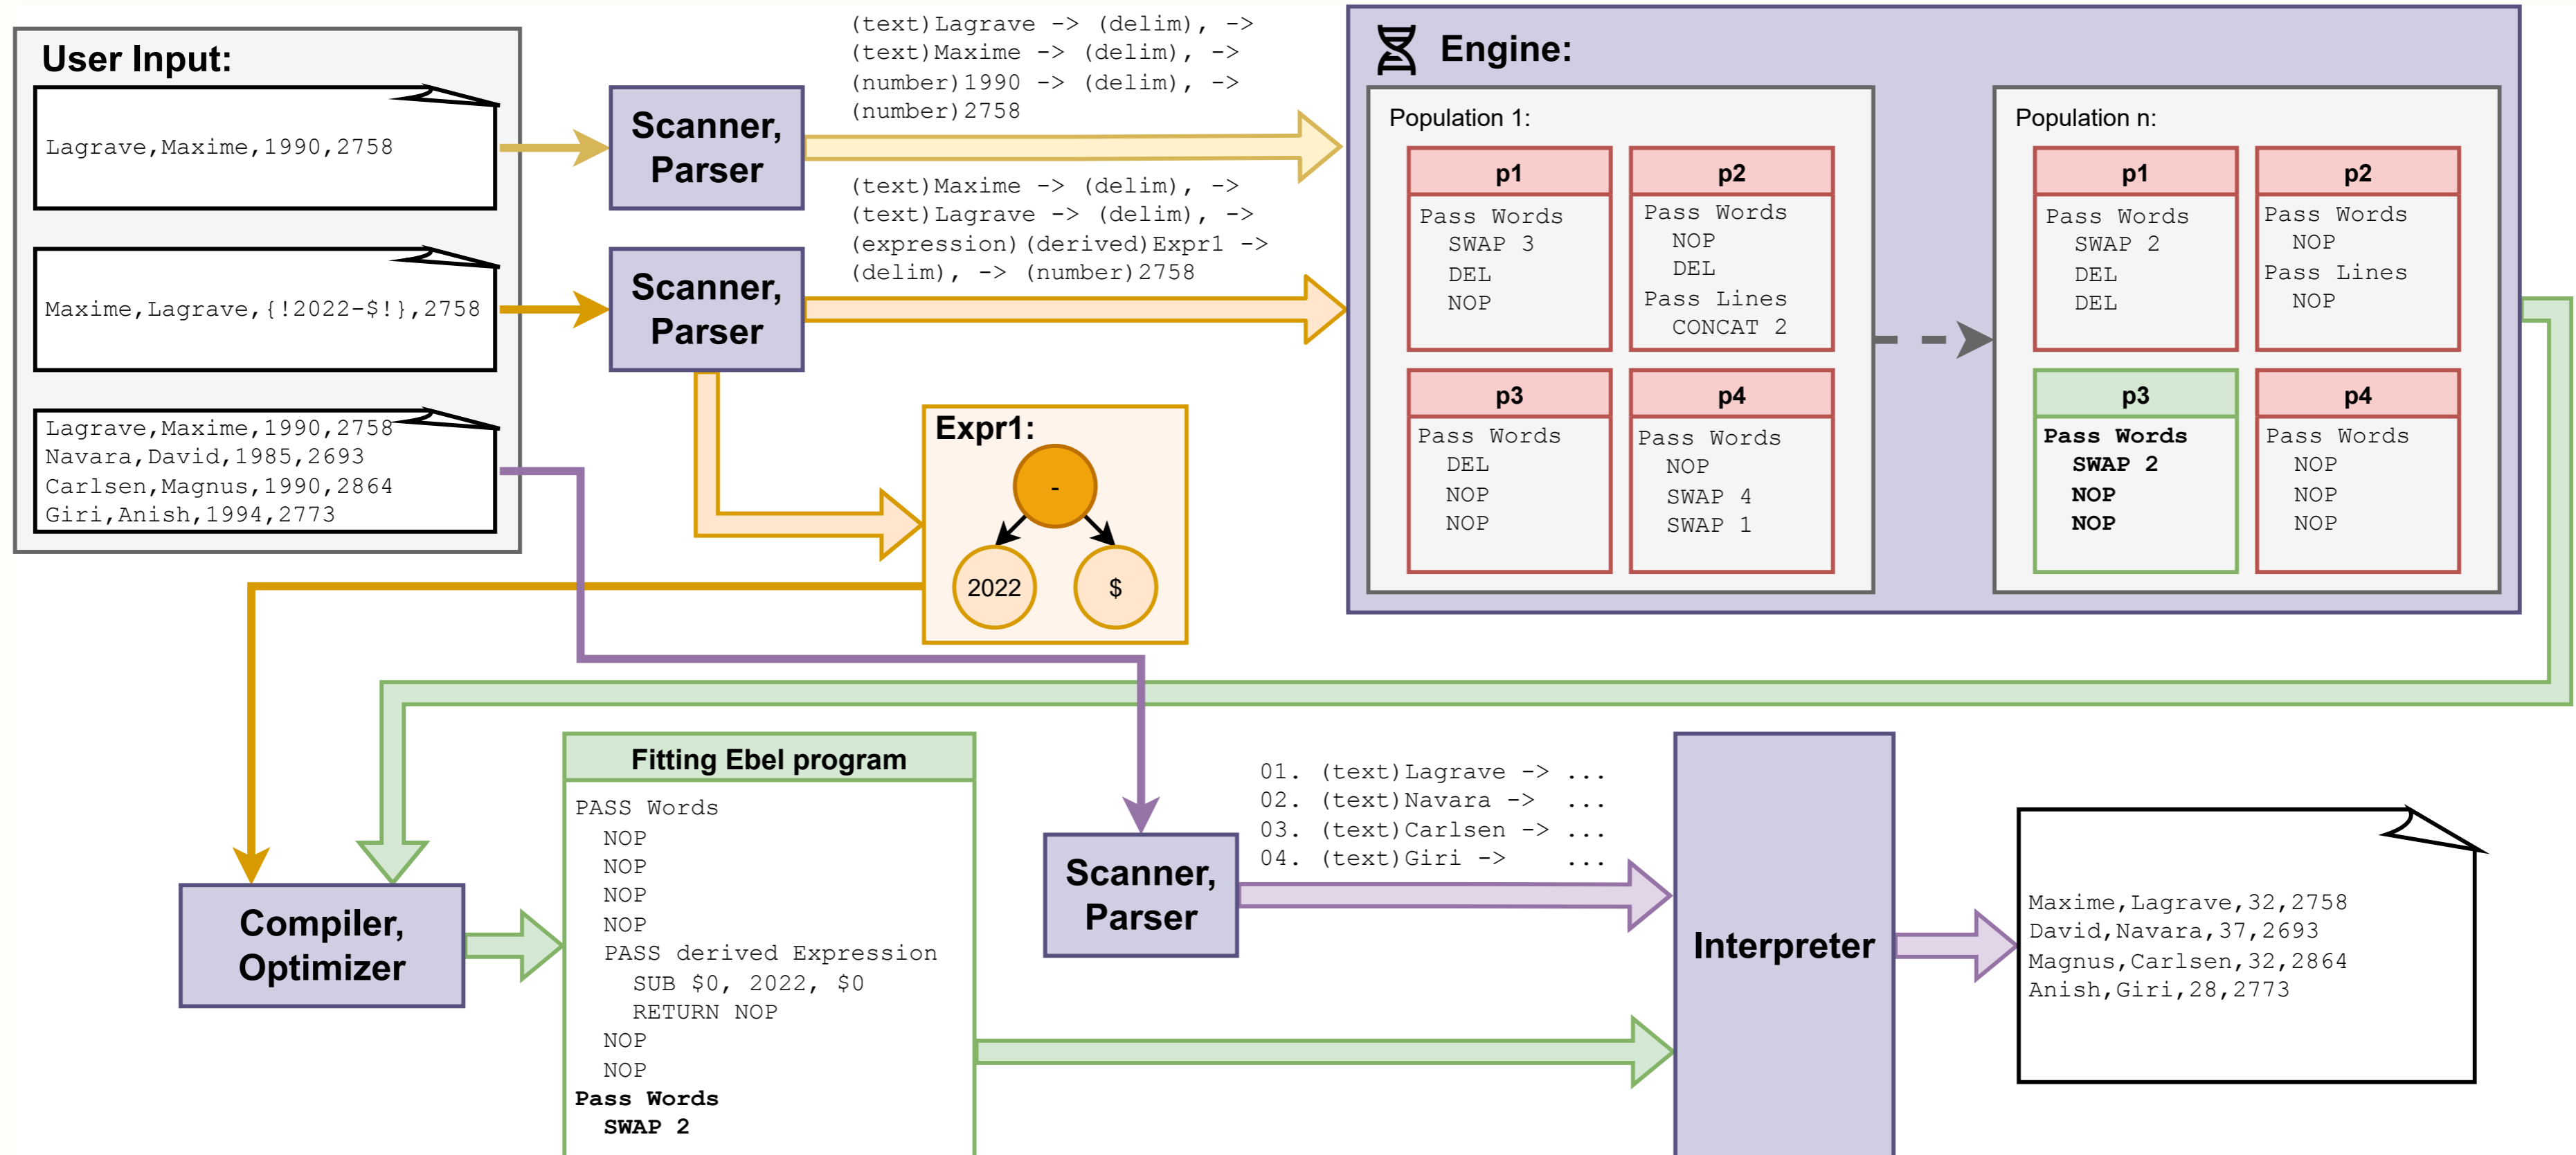 User Input:
Lagrave,Maxime,1990,2758
Maxime,Lagrave,{!2022-$!},2758
Lagrave,Maxime,1990,2758
Navara,David,1985,2693
Carlsen,Magnus,1990,2864
Giri,Anish,1994,2773
Scanner,
Parser
(text)Lagrave -> (delim), ->
(text)Maxime -> (delim), ->
(number)1990 -> (delim), ->
(number)2758
Scanner,
Parser
(text)Maxime -> (delim), ->
(text)Lagrave -> (delim), ->
(expression)(derived)Expr1 ->
(delim), -> (number)2758
Expr1:
-
2022
$
Engine:
Population 1:
p1
Pass Words
SWAP 3
DEL
NOP
p2
Pass Words
NOP
DEL
Pass Lines
CONCAT 2
p3
Pass Words
DEL
NOP
NOP
p4
Pass Words
NOP
SWAP 4
SWAP 1
Population n:
p1
Pass Words
SWAP 2
DEL
DEL
p2
Pass Words
NOP
Pass Lines
NOP
p3
Pass Words
SWAP 2
NOP
NOP
p4
Pass Words
NOP
NOP
NOP
Compiler,
Optimizer
Fitting Ebel program
PASS Words
NOP
NOP
NOP
NOP
PASS derived Expression
SUB $0, 2022, $0
RETURN NOP
NOP
NOP
Pass Words
SWAP 2
Scanner,
Parser
01. (text)Lagrave -> ...
02. (text)Navara -> ...
03. (text)Carlsen -> ...
04. (text)Giri -> ...
Interpreter
Maxime,Lagrave,32,2758
David,Navara,37,2693
Magnus,Carlsen,32,2864
Anish,Giri,28,2773